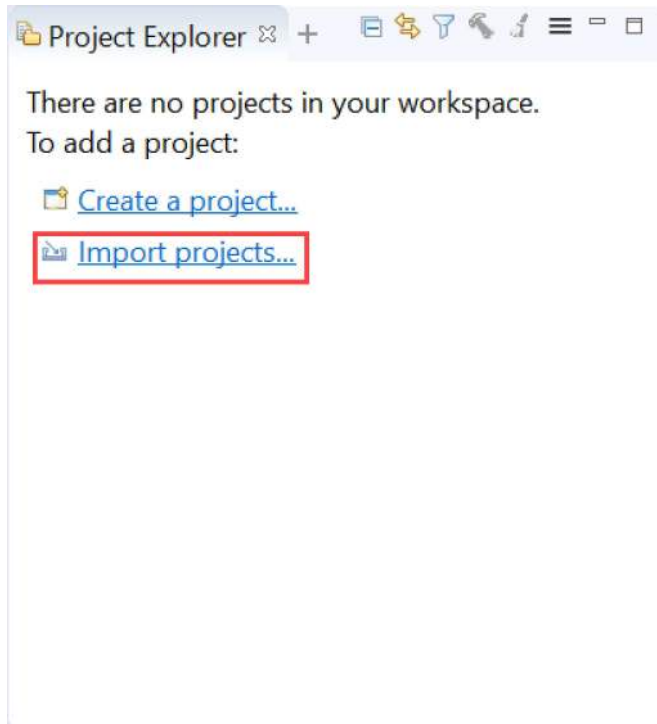 Project Explorer
There are no projects in your workspace.
To add a project:
Create a project...
Import projects...